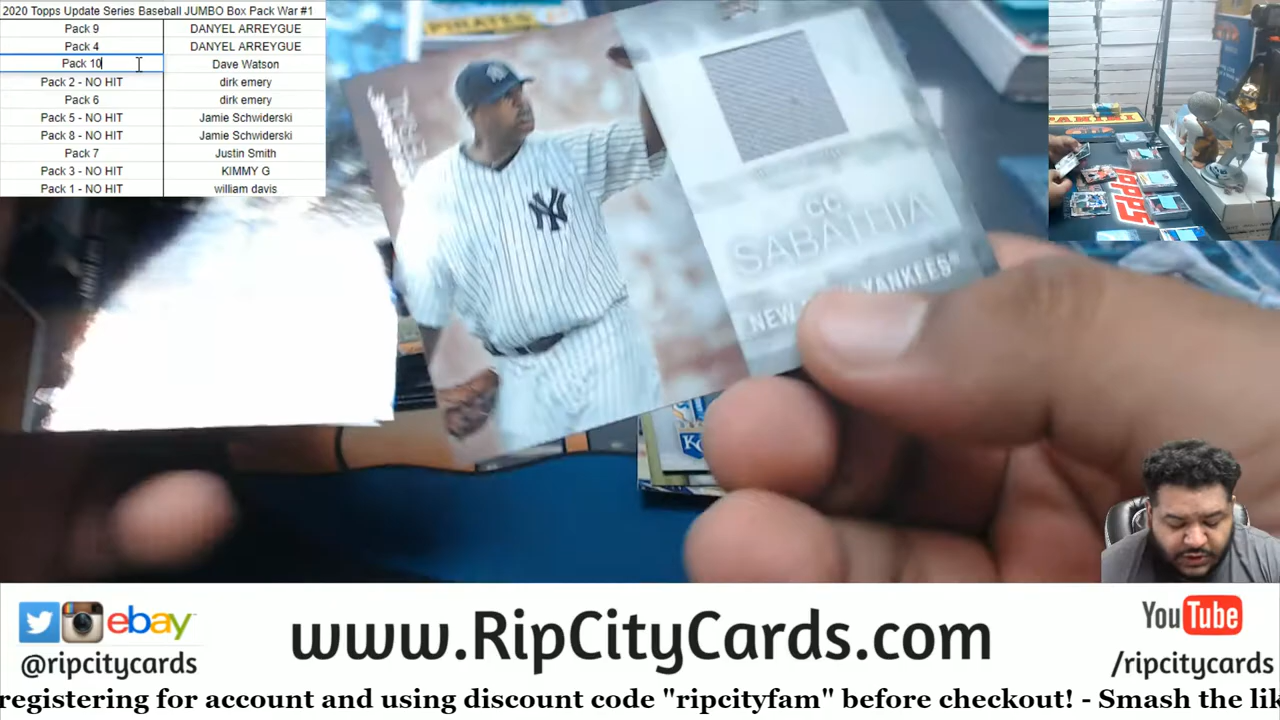 2020 Topps Update Series Baseball JUMBO Box Pack War #1
Pack 9 DANYEL ARREYGUE
Pack 4 DANYEL ARREYGUE
Pack 10 Dave Watson
Pack 2 - NO HIT dirk emery
Pack 6 dirk emery
Pack 5 - NO HIT Jamie Schwiderski
Pack 8 - NO HIT Jamie Schwiderski
Pack 7 Justin Smith
Pack 3 - NO HIT KIMMY G
Pack 1 - NO HIT william davis
PIRATES
NY
CC
SABATHIA
NEW YANKEES®
KC
PANINI
TOPPS
ebay
@ripcitycards
www.RipCityCards.com
YouTube
/ripcitycards
registering for account and using discount code "ripcityfam" before checkout! - Smash the lik